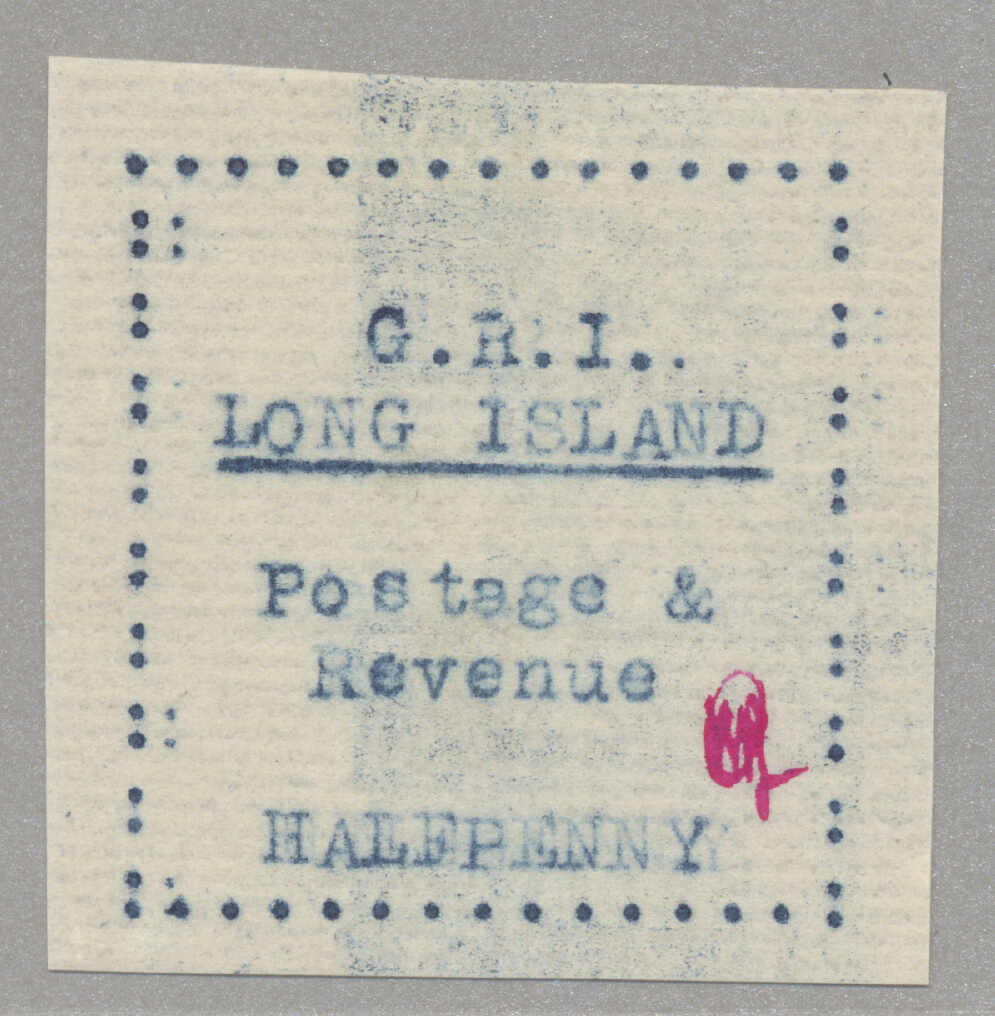 G.R.I..
LONG ISLAND
Postage &
Revenue
HALFPENNY